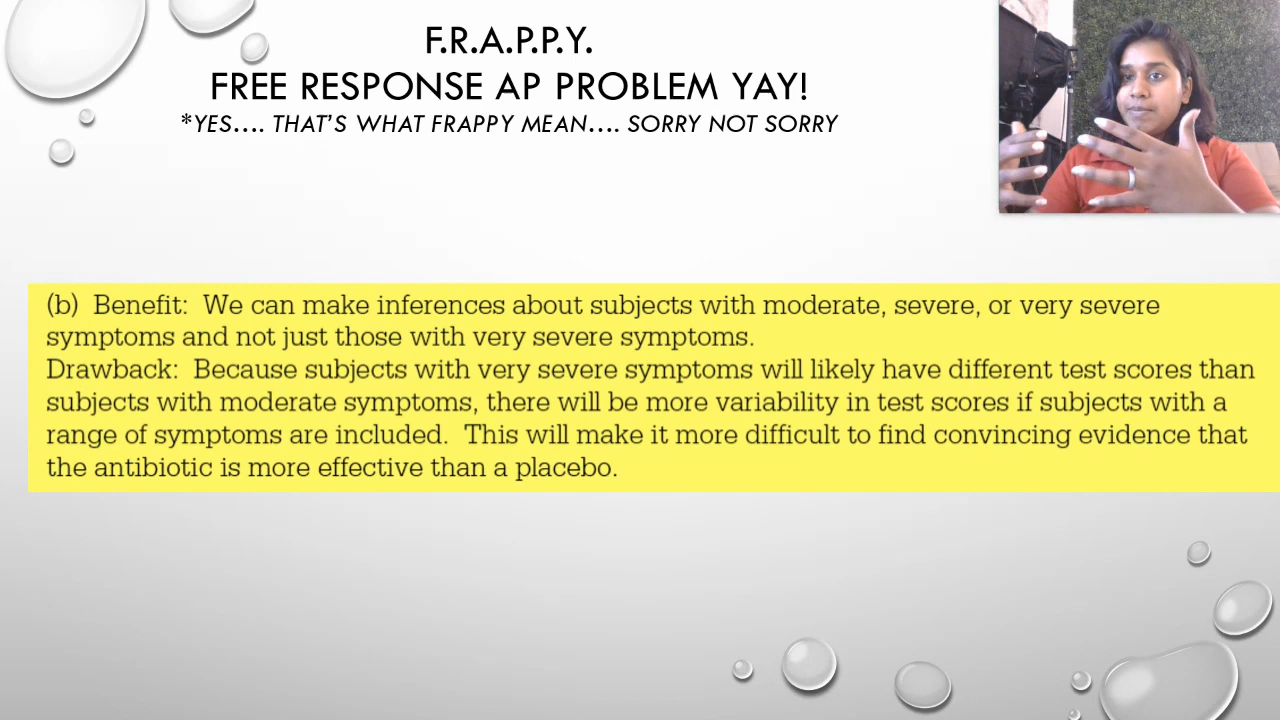 F.R.A.P.P.Y.
FREE RESPONSE AP PROBLEM YAY!
*YES.... THAT'S WHAT FRAPPY MEAN.... SORRY NOT SORRY
(b) Benefit: We can make inferences about subjects with moderate, severe, or very severe
symptoms and not just those with very severe symptoms.
Drawback: Because subjects with very severe symptoms will likely have different test scores than
subjects with moderate symptoms, there will be more variability in test scores if subjects with a
range of symptoms are included. This will make it more difficult to find convincing evidence that
the antibiotic is more effective than a placebo.